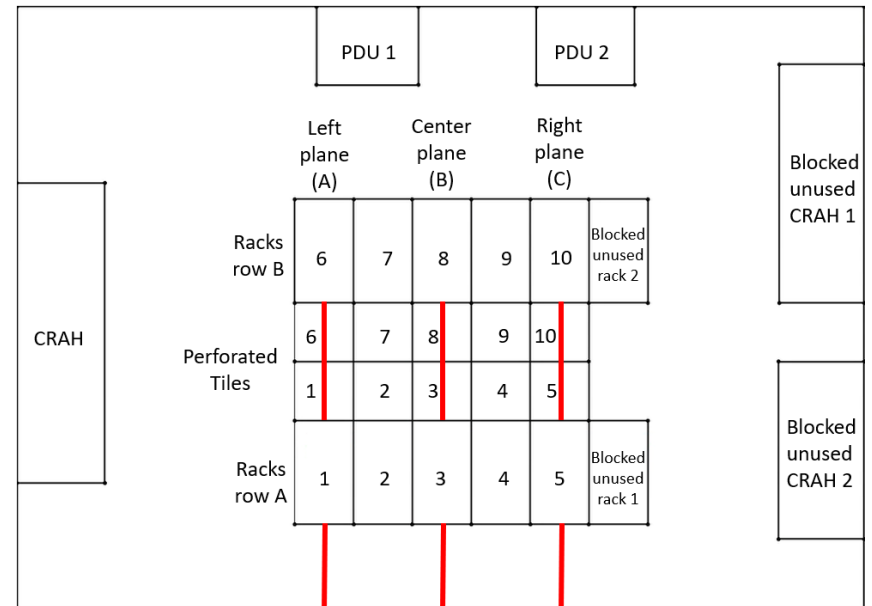 PDU 1
PDU 2
Left
plane
(A)
Center
plane
(B)
Right
plane
(C)
Blocked
unused
CRAH 1
Racks
row B
6
7
8
9
10
Blocked
unused
rack 2
CRAH
Perforated
Tiles
6
7
8
9
10
1
2
3
4
5
Racks
row A
1
2
3
4
5
Blocked
unused
rack 1
Blocked
unused
CRAH 2